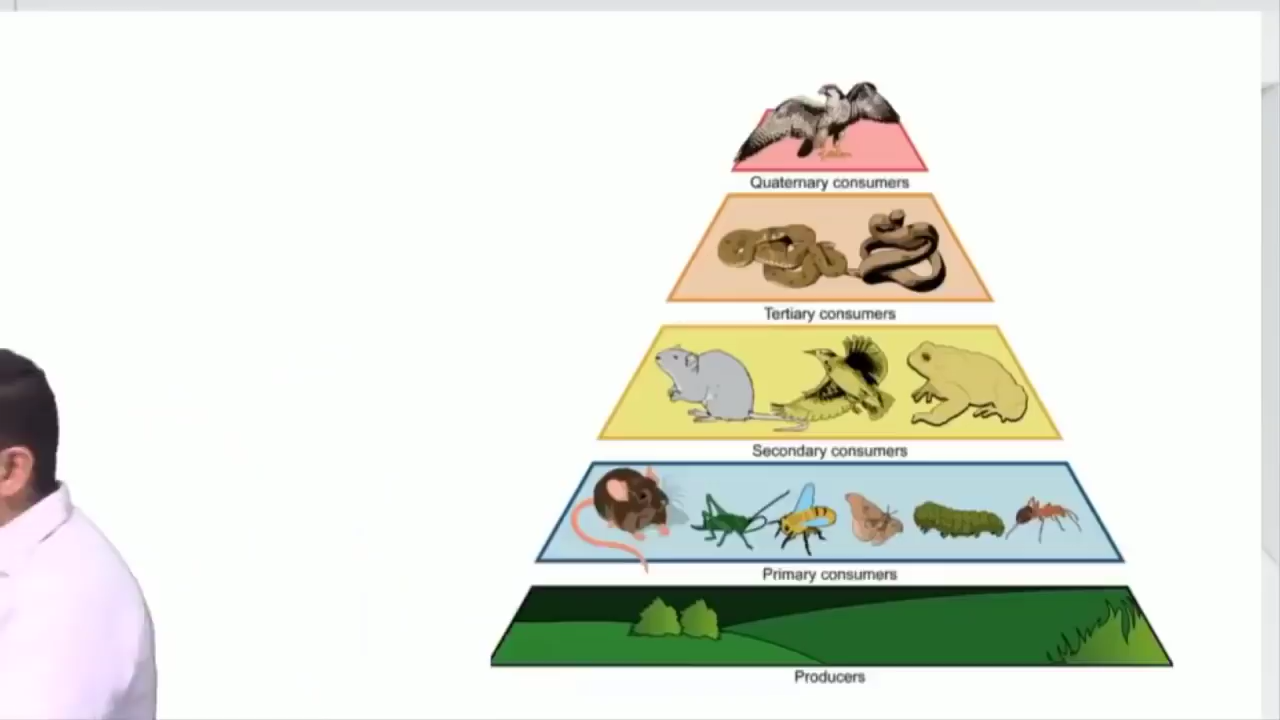 Quaternary consumers
Tertiary consumers
Secondary consumers
Primary consumers
Producers